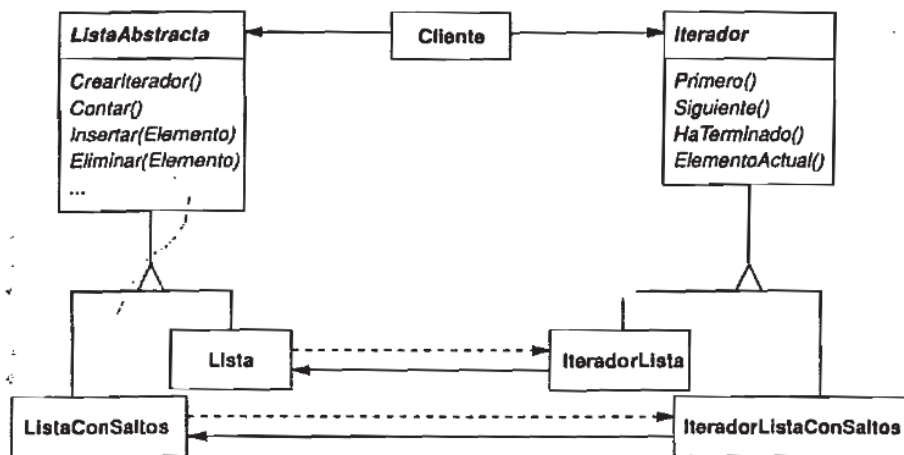 ListaAbstracta
CrearIterador()
Contar()
Insertar(Elemento)
Eliminar(Elemento)
...
Cliente
Iterador
Primero()
Siguiente()
HaTerminado()
ElementoActual()
Lista
IteradorLista
ListaConSaltos
IteradorListaConSaltos